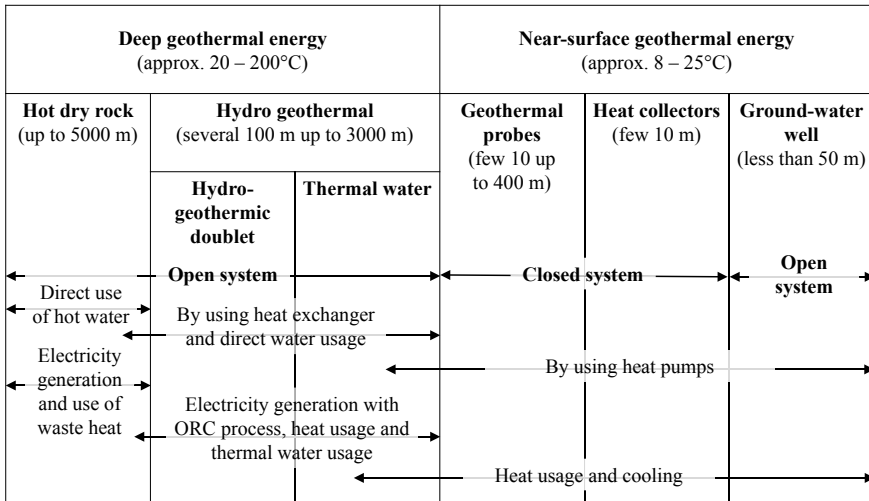 Deep geothermal energy
(approx. 20 – 200°C)
Near-surface geothermal energy
(approx. 8 – 25°C)
Hot dry rock
(up to 5000 m)
Hydro geothermal
(several 100 m up to 3000 m)
Geothermal
probes
(few 10 up
to 400 m)
Heat collectors
(few 10 m)
Ground-water
well
(less than 50 m)
Hydro-
geothermic
doublet
Thermal water
Open system
Closed system
Open
system
Direct use
of hot water
By using heat exchanger
and direct water usage
By using heat pumps
Electricity
generation
and use of
waste heat
Electricity generation with
ORC process, heat usage and
thermal water usage
Heat usage and cooling